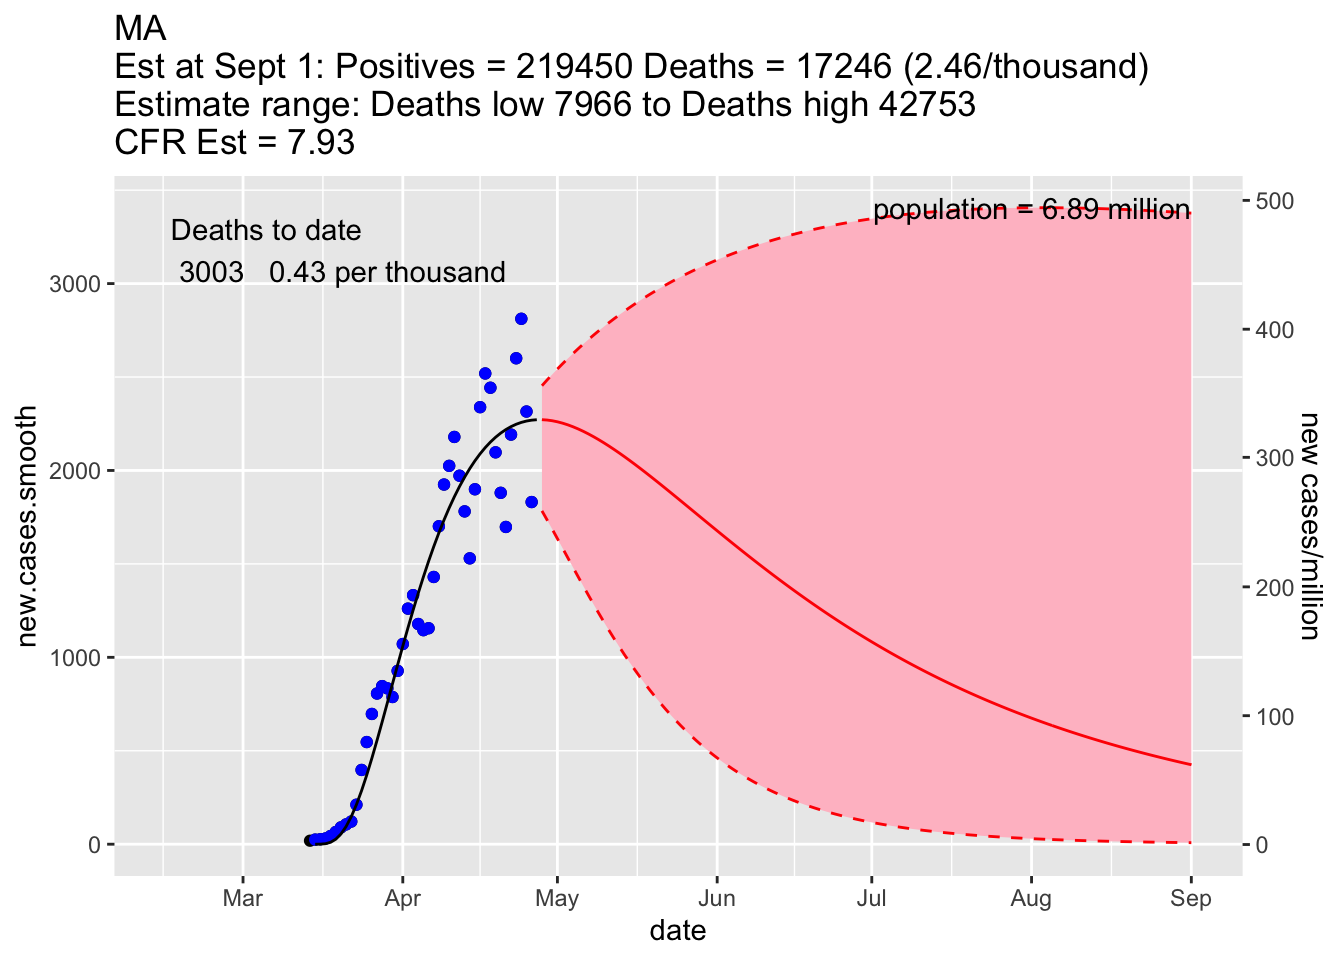 MA
Est at Sept 1: Positives = 219450 Deaths = 17246 (2.46/thousand)
Estimate range: Deaths low 7966 to Deaths high 42753
CFR Est = 7.93
population = 6.89 million
Deaths to date
3003 0.43 per thousand
new.cases.smooth
3000
2000
1000
0
500
400
300
200
100
0
new cases/million
Mar Apr May Jun Jul Aug Sep
date